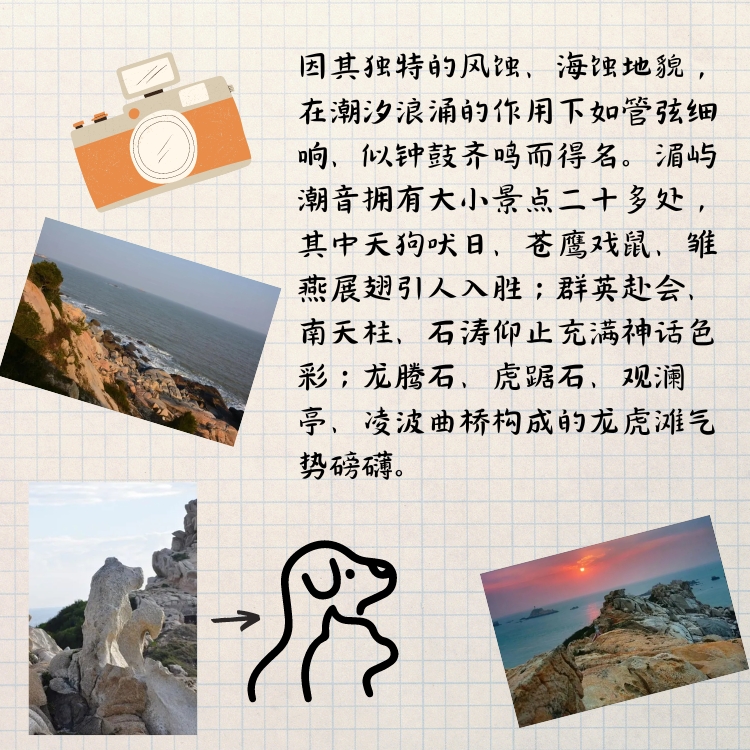 因其独特的风蚀、海蚀地貌，
在潮汐浪涌的作用下如管弦细
响、似钟鼓齐鸣而得名。湄屿
潮音拥有大小景点二十多处，
其中天狗吠日、苍鹰戏鼠、雏
燕展翅引人入胜；群英赴会、
南天柱、石涛仰止充满神话色
彩；龙腾石、虎踞石、观澜
亭、凌波曲桥构成的龙虎滩气
势磅礴。